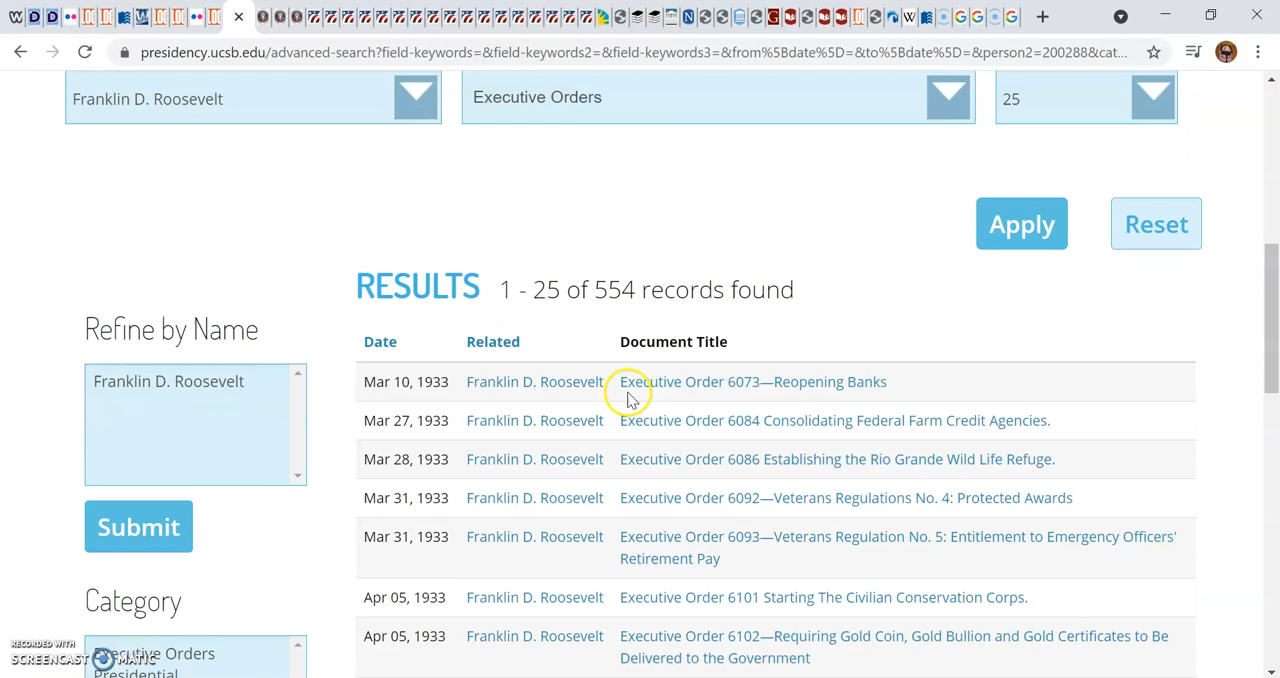 presidency.ucsb.edu/advanced-search?field-keywords=&field-keywords2=&field-keywords3=&from%5Bdate%5D=&to%5Bdate%5D=&person2=200288&cat...
Franklin D. Roosevelt
Executive Orders
25
Apply
Reset
RESULTS 1 - 25 of 554 records found
Refine by Name
Franklin D. Roosevelt
Submit
Category
Executive Orders
Presidential
Date Related Document Title
Mar 10, 1933 Franklin D. Roosevelt Executive Order 6073—Reopening Banks
Mar 27, 1933 Franklin D. Roosevelt Executive Order 6084 Consolidating Federal Farm Credit Agencies.
Mar 28, 1933 Franklin D. Roosevelt Executive Order 6086 Establishing the Rio Grande Wild Life Refuge.
Mar 31, 1933 Franklin D. Roosevelt Executive Order 6092—Veterans Regulations No. 4: Protected Awards
Mar 31, 1933 Franklin D. Roosevelt Executive Order 6093—Veterans Regulation No. 5: Entitlement to Emergency Officers'
Retirement Pay
Apr 05, 1933 Franklin D. Roosevelt Executive Order 6101 Starting The Civilian Conservation Corps.
Apr 05, 1933 Franklin D. Roosevelt Executive Order 6102—Requiring Gold Coin, Gold Bullion and Gold Certificates to Be
Delivered to the Government
RECORDED WITH
SCREENCAST MATIC